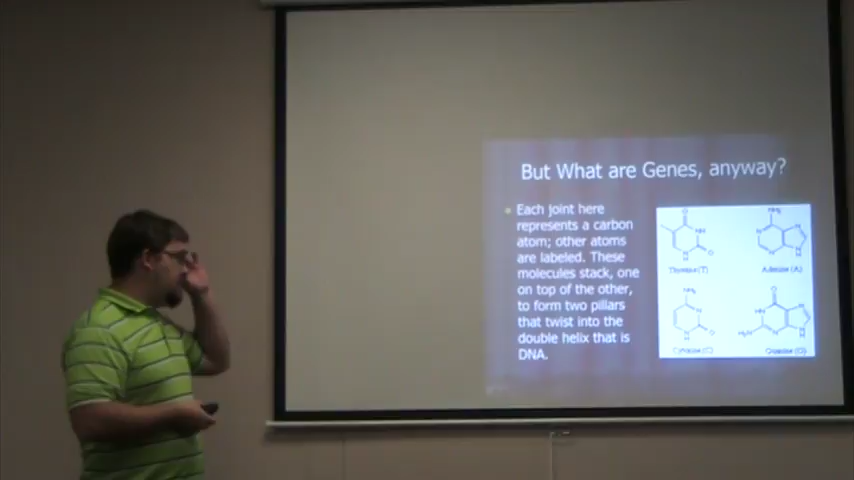 But What are Genes, anyway?
Each joint here
represents a carbon
atom; other atoms
are labeled. These
molecules stack, one
on top of the other,
to form two pillars
that twist into the
double helix that is
DNA.
Thymine (T)
Adenine (A)
Cytosine (C)
Guanine (G)